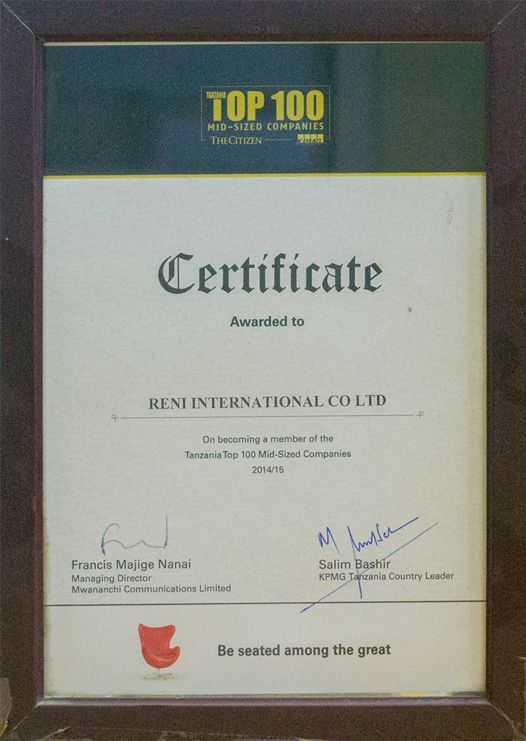 TANZANIA
TOP 100
MID-SIZED COMPANIES
THE CITIZEN
KPMG
Certificate
Awarded to
RENI INTERNATIONAL CO LTD
On becoming a member of the
Tanzania Top 100 Mid-Sized Companies
2014/15
Francis Majige Nanai
Managing Director
Mwananchi Communications Limited
Salim Bashir
KPMG Tanzania Country Leader
Be seated among the great